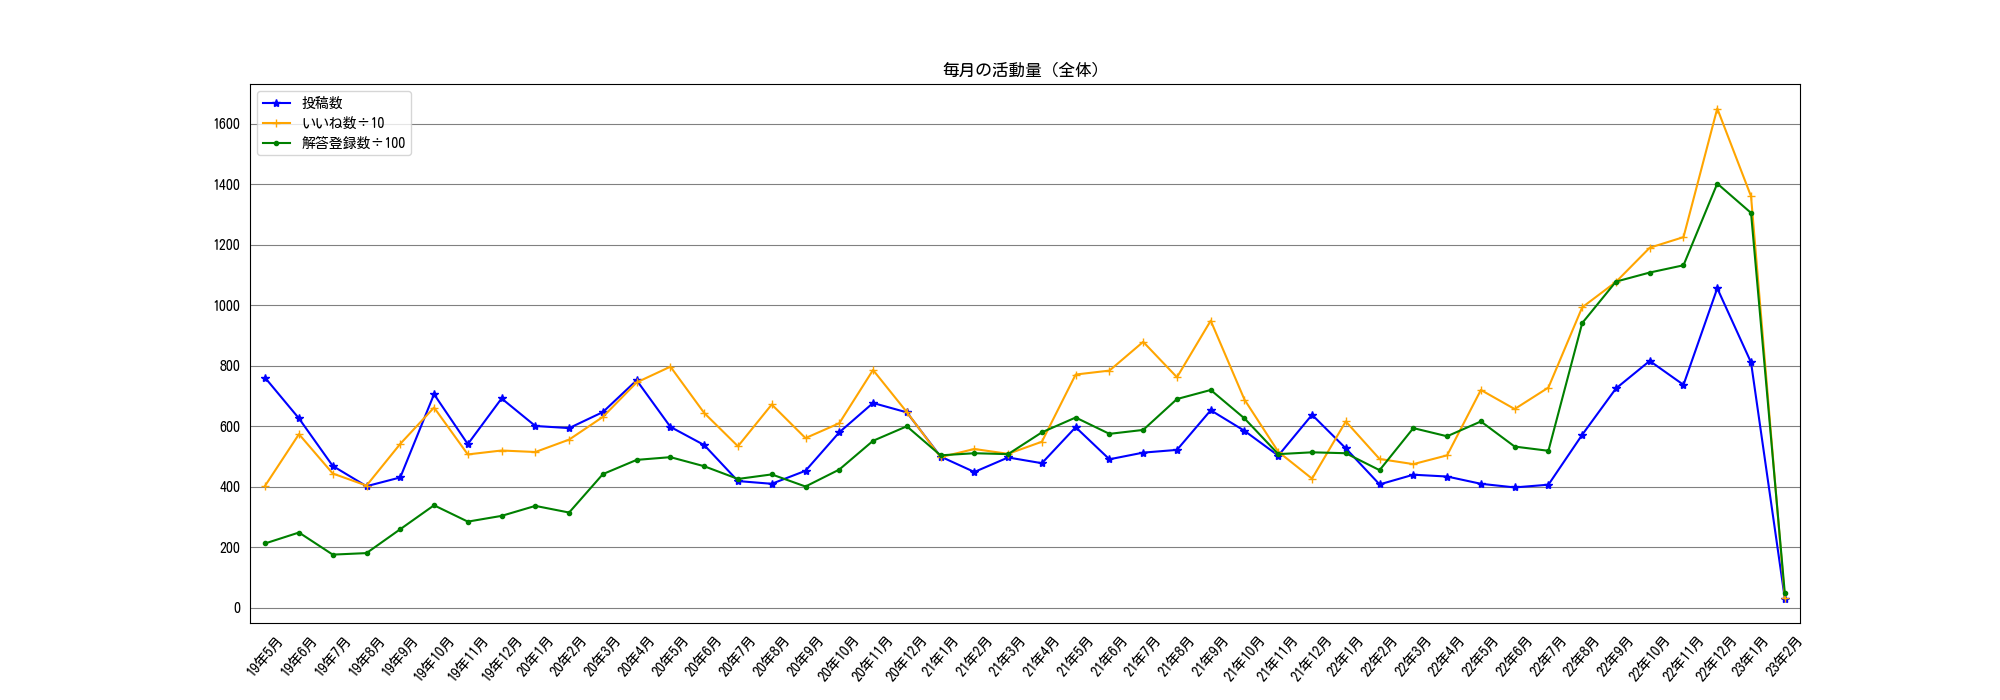 毎月の活動量（全体）
投稿数
いいね数÷10
解答登録数÷100
1600
1400
1200
1000
800
600
400
200
0
19年5月
19年6月
19年7月
19年8月
19年9月
19年10月
19年11月
19年12月
20年1月
20年2月
20年3月
20年4月
20年5月
20年6月
20年7月
20年8月
20年9月
20年10月
20年11月
20年12月
21年1月
21年2月
21年3月
21年4月
21年5月
21年6月
21年7月
21年8月
21年9月
21年10月
21年11月
21年12月
22年1月
22年2月
22年3月
22年4月
22年5月
22年6月
22年7月
22年8月
22年9月
22年10月
22年11月
22年12月
23年1月
23年2月